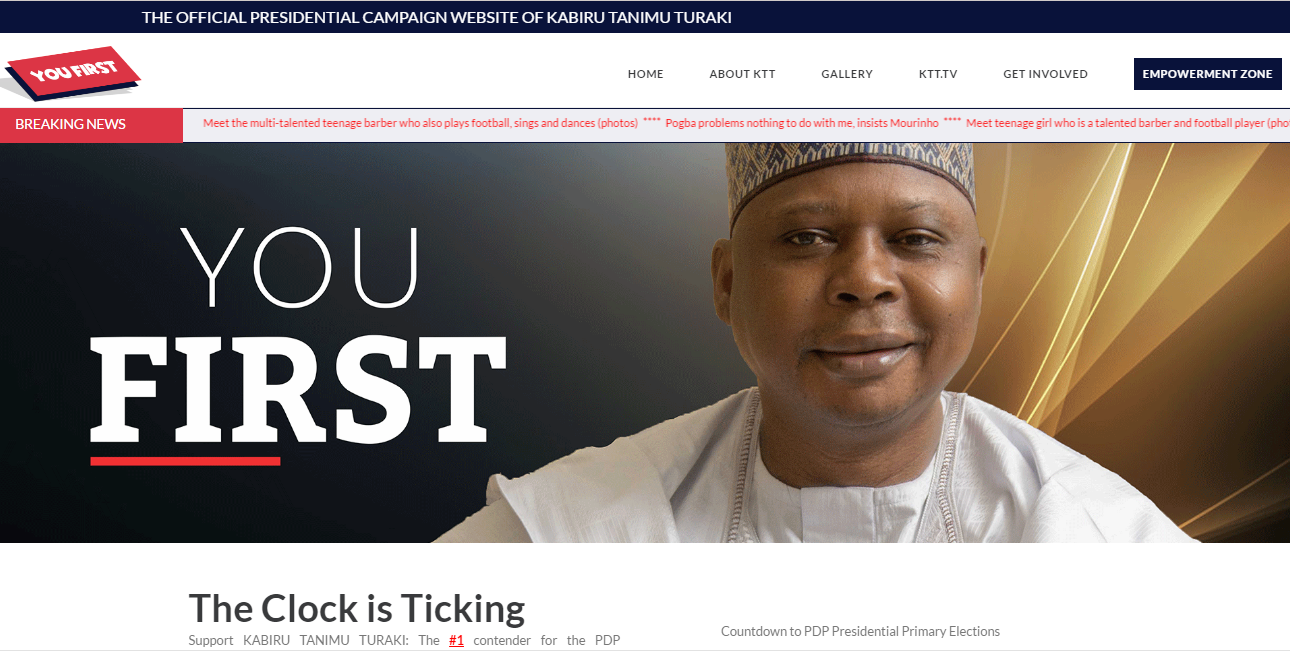 THE OFFICIAL PRESIDENTIAL CAMPAIGN WEBSITE OF KABIRU TANIMU TURAKI
YOU FIRST
HOME ABOUT KTT GALLERY KTT.TV GET INVOLVED EMPOWERMENT ZONE
BREAKING NEWS Meet the multi-talented teenage barber who also plays football, sings and dances (photos) **** Pogba problems nothing to do with me, insists Mourinho **** Meet teenage girl who is a talented barber and football player (pho
YOU
FIRST
The Clock is Ticking
Support KABIRU TANIMU TURAKI: The #1 contender for the PDP
Countdown to PDP Presidential Primary Elections